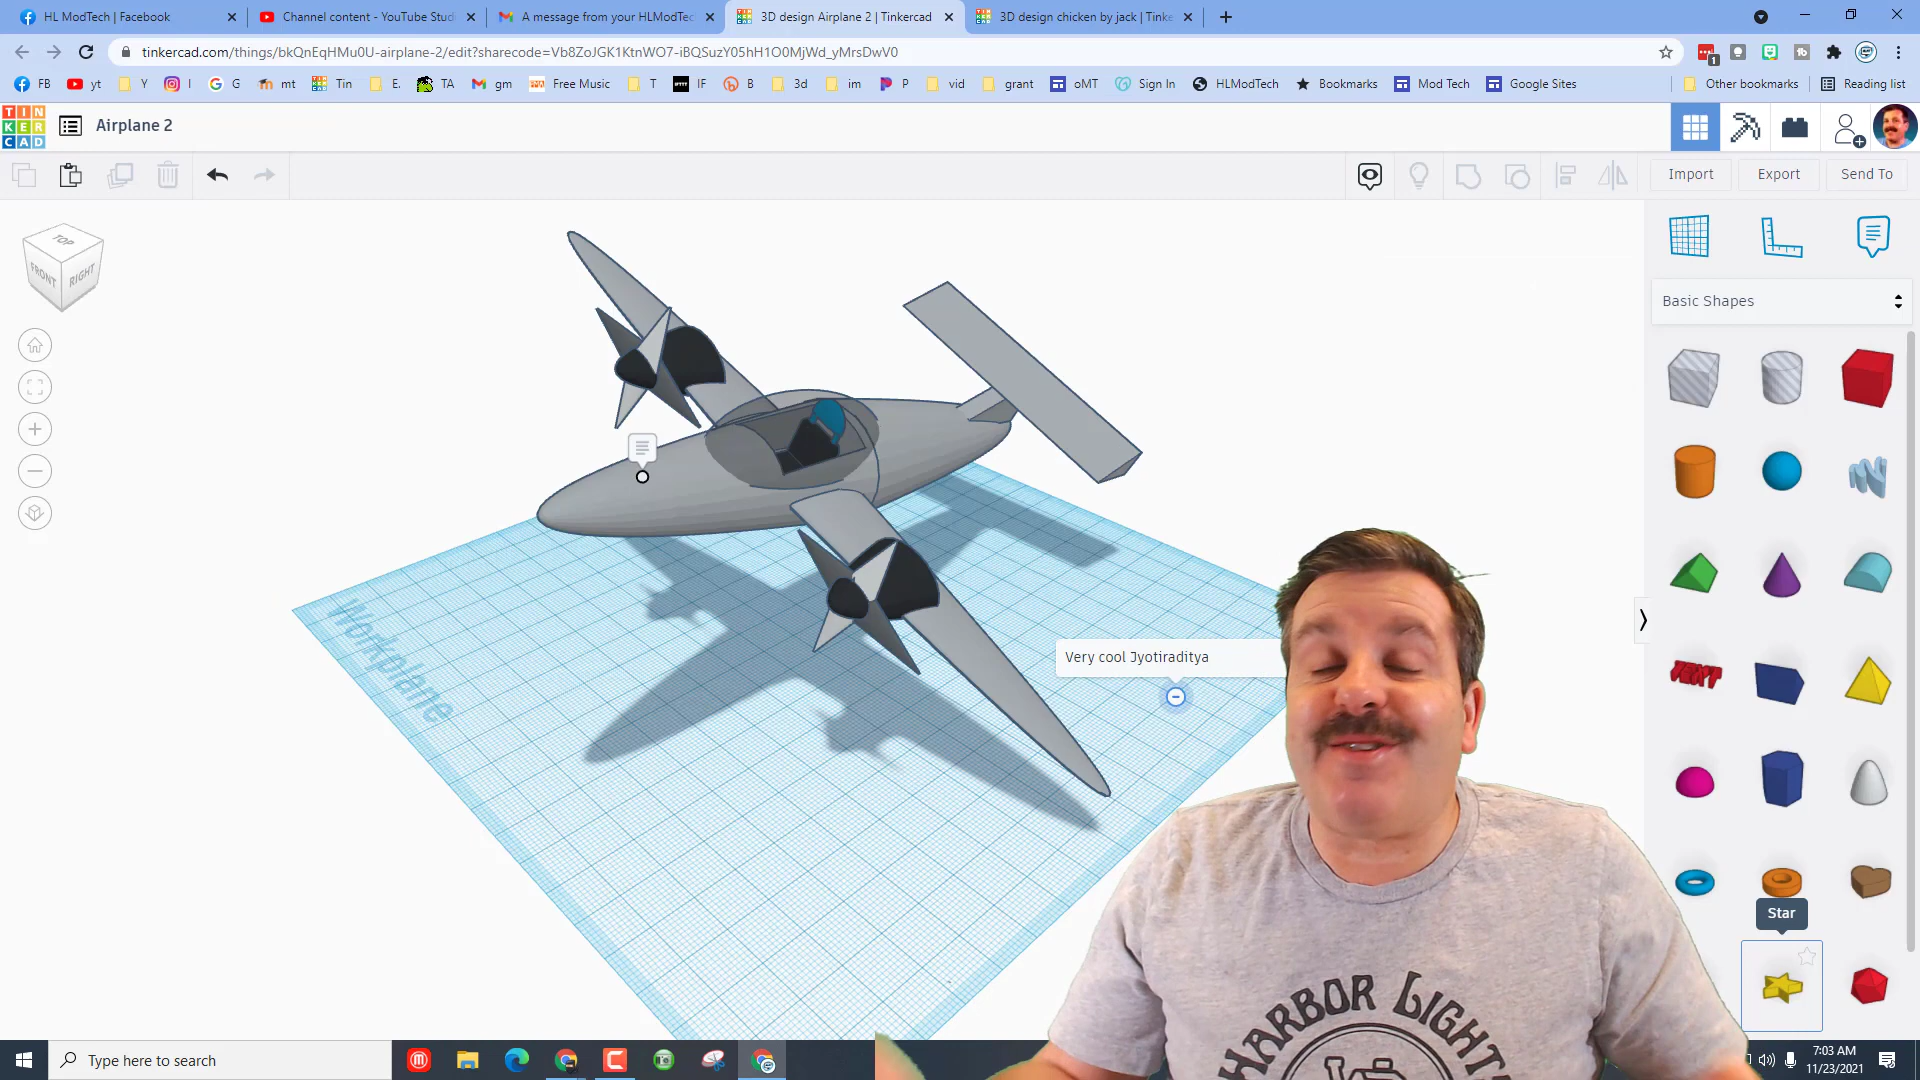 HL ModTech | Facebook
Channel content - YouTube Stud
A message from your HLModTec
3D design Airplane 2 | Tinkercad
3D design chicken by jack | Tinke
tinkercad.com/things/bkQnEqHMu0U-airplane-2/edit?sharecode=Vb8ZoJGK1KtnWO7-iBQSuzY05hH1O0MjWd_yMrsDwV0
FB yt Y I G mt Tin E. TA gm Free Music T IF B 3d im P vid grant oMT Sign In HLModTech Bookmarks Mod Tech Google Sites Other bookmarks Reading list
TIN
KER
CAD
Airplane 2
Import
Export
Send To
TOP
FRONT
RIGHT
Basic Shapes
Workplane
Very cool Jyotiraditya
TEXT
Star
HARBOR LIGHT
Type here to search
7:03 AM
11/23/2021